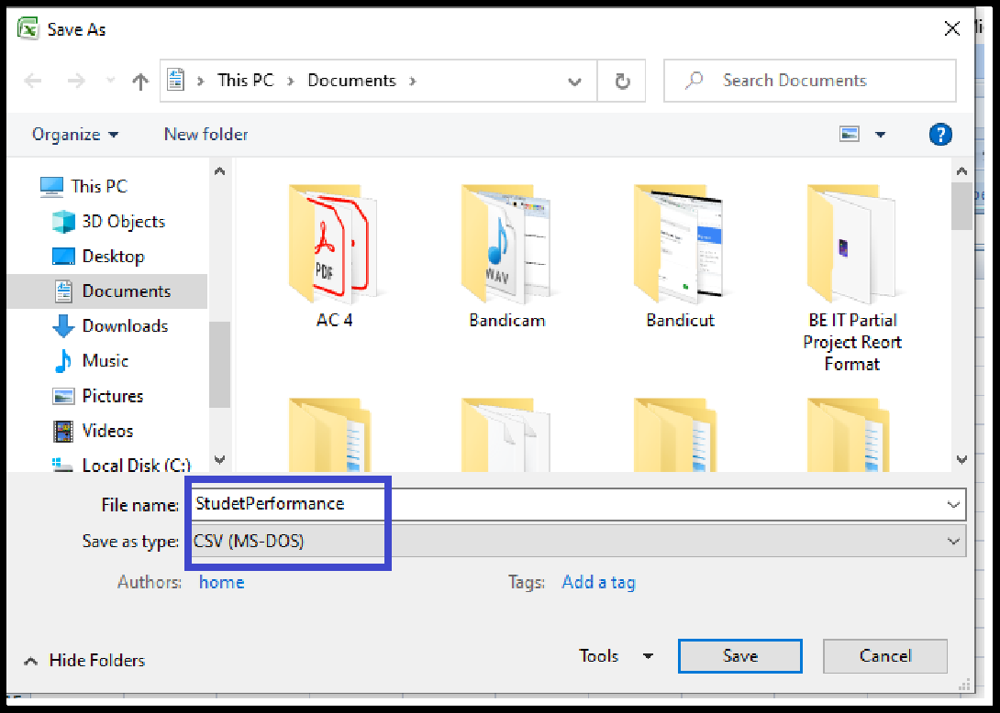 Save As
This PC > Documents >
Search Documents
Organize
New folder
?
This PC
3D Objects
Desktop
Documents
Downloads
Music
Pictures
Videos
Local Disk (C:)
PDF
WAV
AC 4
Bandicam
Bandicut
BE IT Partial
Project Reort
Format
File name: StudetPerformance
Save as type: CSV (MS-DOS)
Authors: home
Tags: Add a tag
Hide Folders
Tools
Save
Cancel